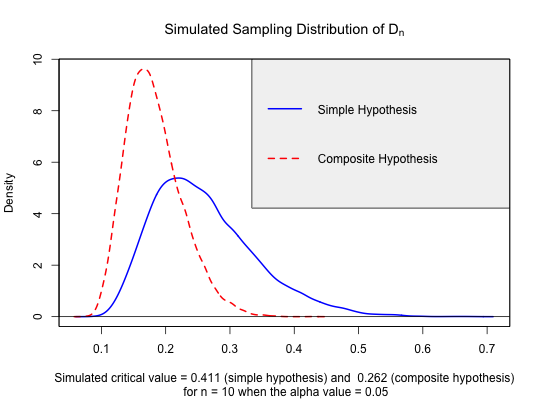 Simulated Sampling Distribution of Dn
Simple Hypothesis
Composite Hypothesis
Density
0
2
4
6
8
10
0.1 0.2 0.3 0.4 0.5 0.6 0.7
Simulated critical value = 0.411 (simple hypothesis) and 0.262 (composite hypothesis)
for n = 10 when the alpha value = 0.05